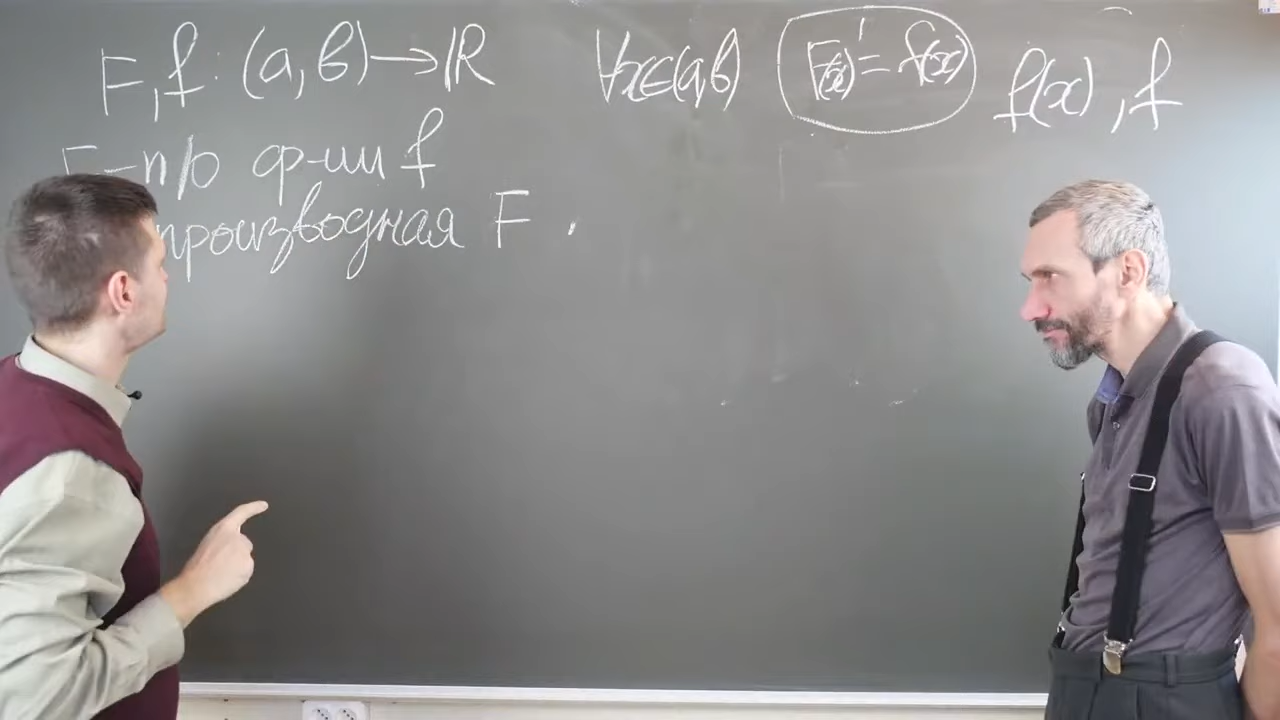 F, f : (a, b) → ℝ ∀x∈(a,b) F(x)′ = f(x) f(x), f
F – п/о ф-ии f
производная F .